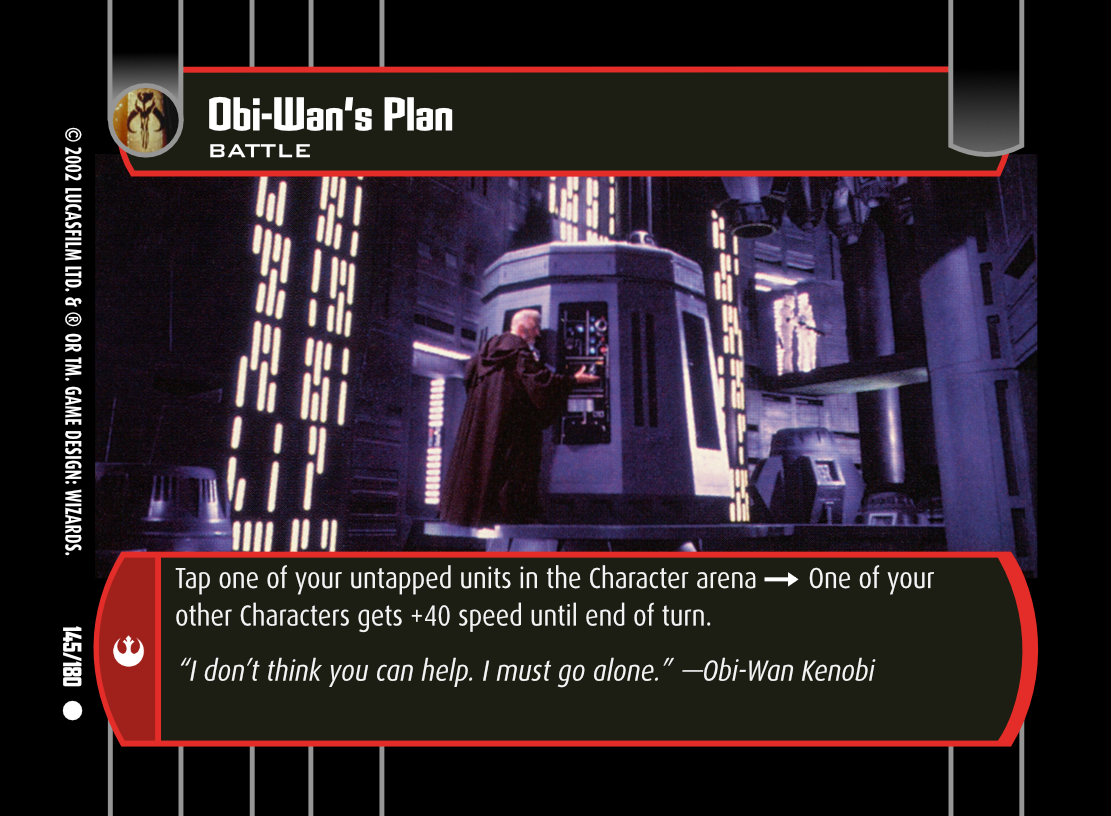 Obi-Wan's Plan
BATTLE
Tap one of your untapped units in the Character arena → One of your
other Characters gets +40 speed until end of turn.
“I don’t think you can help. I must go alone.” —Obi-Wan Kenobi
© 2002 LUCASFILM LTD. & ® OR TM. GAME DESIGN: WIZARDS.
145/180